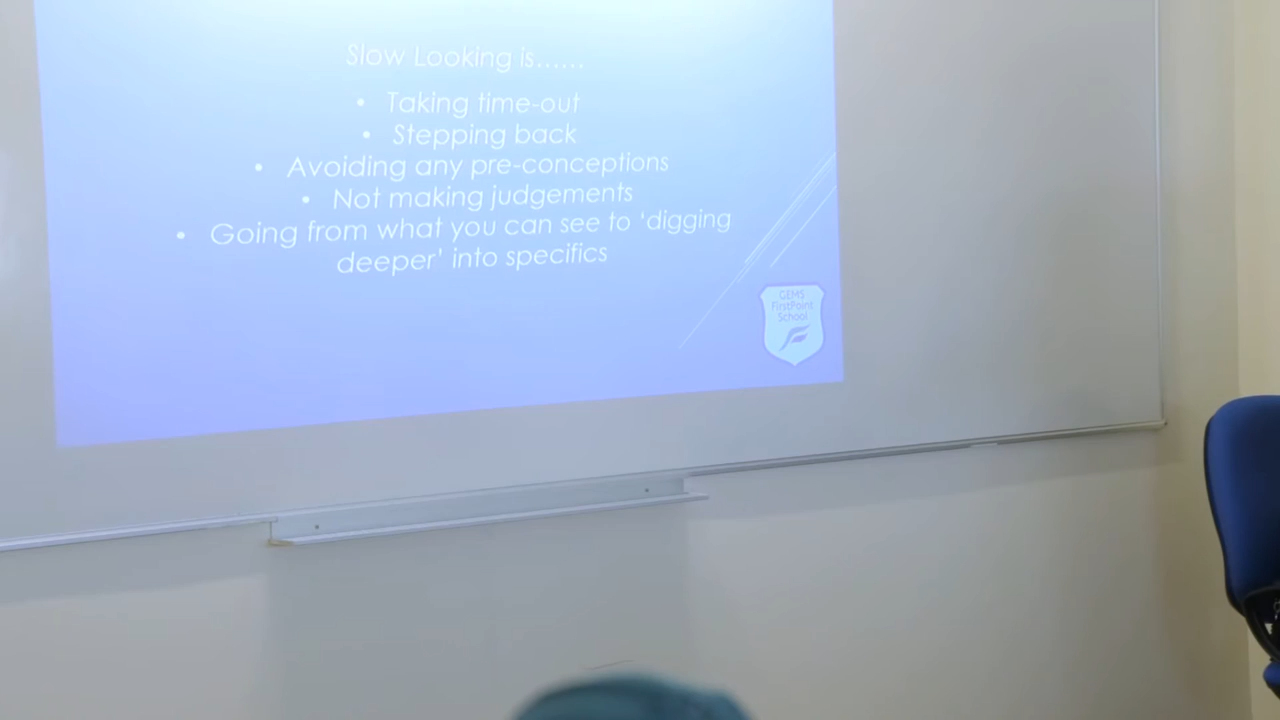 Slow Looking is......
• Taking time-out
• Stepping back
• Avoiding any pre-conceptions
• Not making judgements
• Going from what you can see to ‘digging
deeper’ into specifics
GEMS
FirstPoint
School